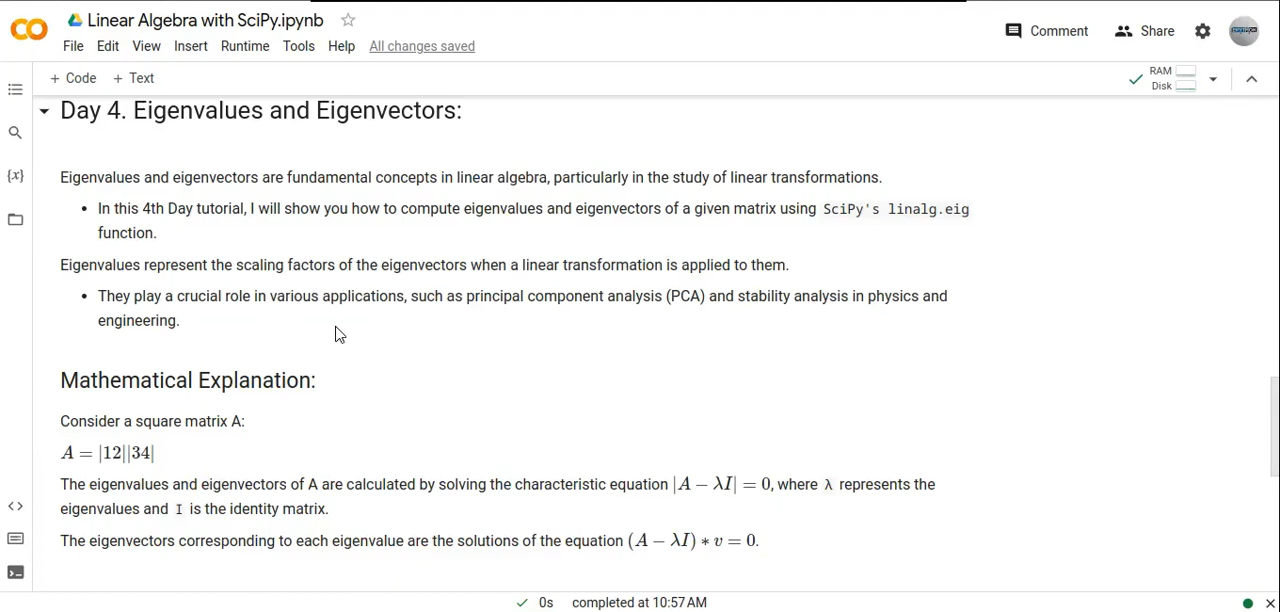 Linear Algebra with SciPy.ipynb
File Edit View Insert Runtime Tools Help All changes saved
Comment Share
+ Code + Text
RAM
Disk
Day 4. Eigenvalues and Eigenvectors:
Eigenvalues and eigenvectors are fundamental concepts in linear algebra, particularly in the study of linear transformations.
• In this 4th Day tutorial, I will show you how to compute eigenvalues and eigenvectors of a given matrix using SciPy's linalg.eig
function.
Eigenvalues represent the scaling factors of the eigenvectors when a linear transformation is applied to them.
• They play a crucial role in various applications, such as principal component analysis (PCA) and stability analysis in physics and
engineering.
Mathematical Explanation:
Consider a square matrix A:
A = |12||34|
The eigenvalues and eigenvectors of A are calculated by solving the characteristic equation |A − λI| = 0, where λ represents the
eigenvalues and I is the identity matrix.
The eigenvectors corresponding to each eigenvalue are the solutions of the equation (A − λI) ∗ v = 0.
0s completed at 10:57 AM